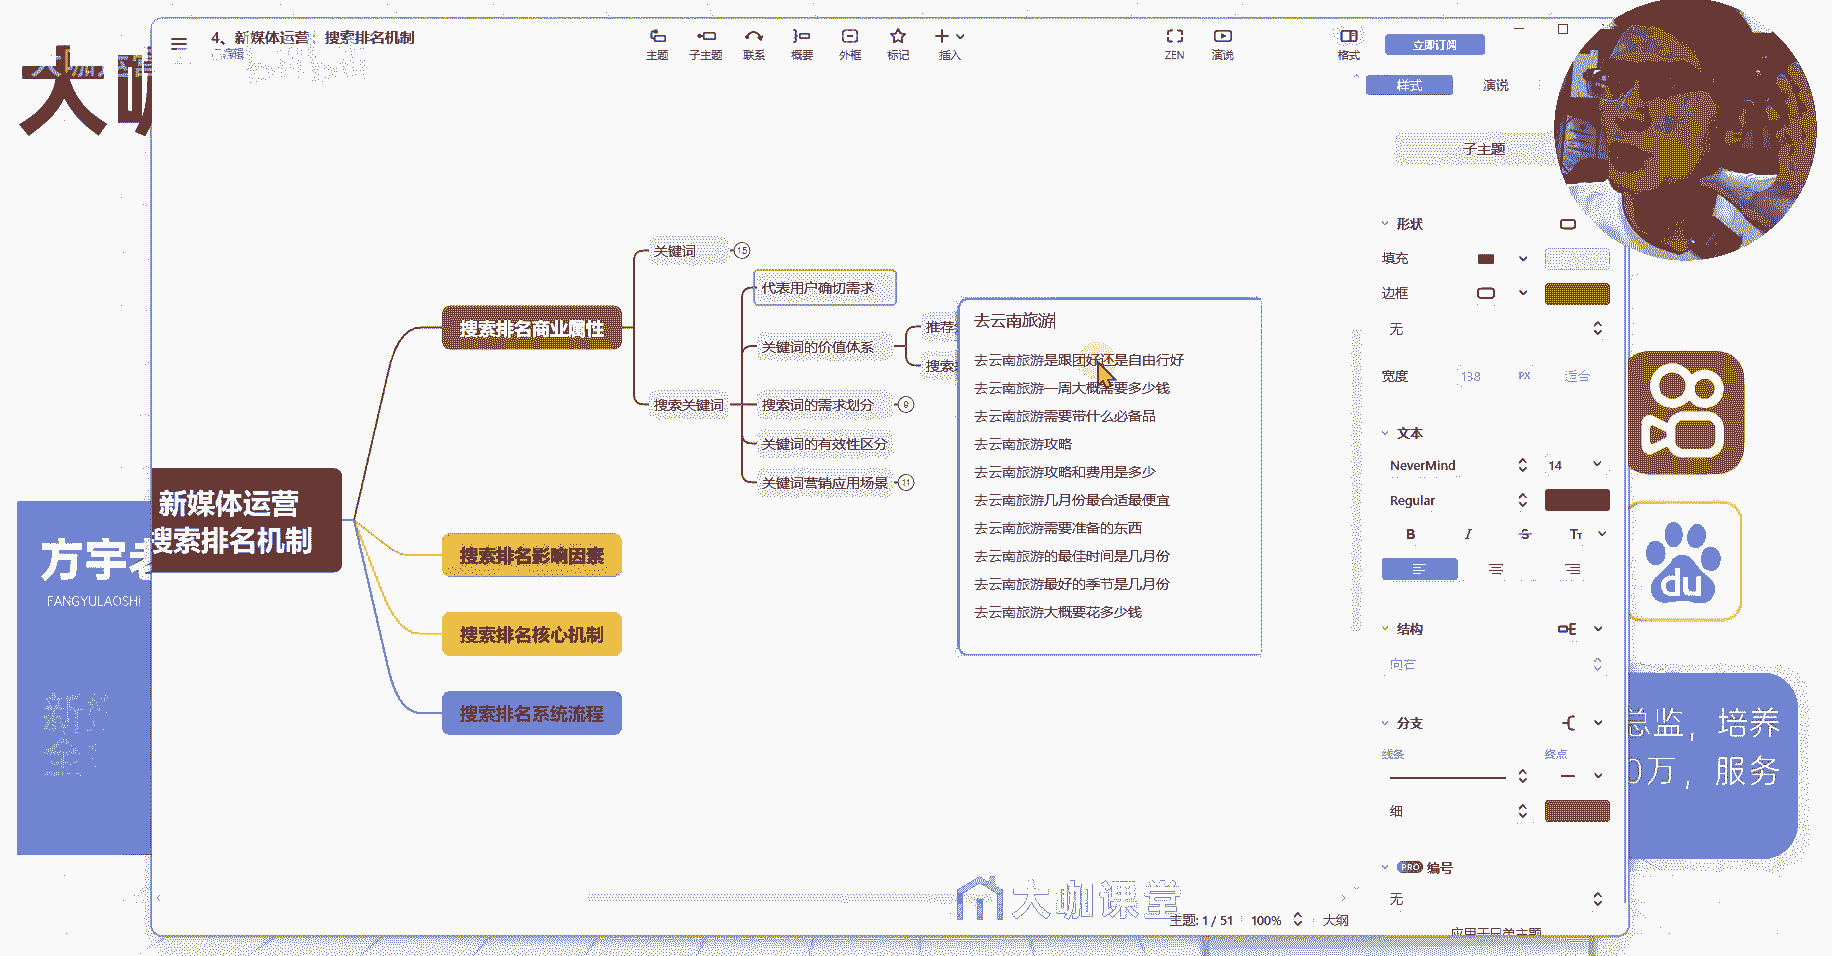 4、新媒体运营：搜索排名机制
已编辑
主题
子主题
联系
概要
外框
标记
插入
ZEN
演说
格式
立即订阅
样式
演说
大咖
子主题
形状
填充
边框
无
宽度
138
PX
适合
文本
NeverMind
14
Regular
B
I
S
TT
结构
向右
分支
线条
终点
细
PRO
编号
无
应用于只单主题
关键词
15
代表用户确切需求
关键词的价值体系
推荐
搜索
搜索关键词
搜索词的需求划分
9
关键词的有效性区分
关键词营销应用场景
11
搜索排名商业属性
新媒体运营
搜索排名机制
搜索排名影响因素
搜索排名核心机制
搜索排名系统流程
去云南旅游
去云南旅游是跟团好还是自由行好
去云南旅游一周大概需要多少钱
去云南旅游需要带什么必备品
去云南旅游攻略
去云南旅游攻略和费用是多少
去云南旅游几月份最合适最便宜
去云南旅游需要准备的东西
去云南旅游的最佳时间是几月份
去云南旅游最好的季节是几月份
去云南旅游大概要花多少钱
方宇老
FANGYULAOSHI
du
总监，培养
0万，服务
大咖课堂
主题: 1 / 51
100%
大纲